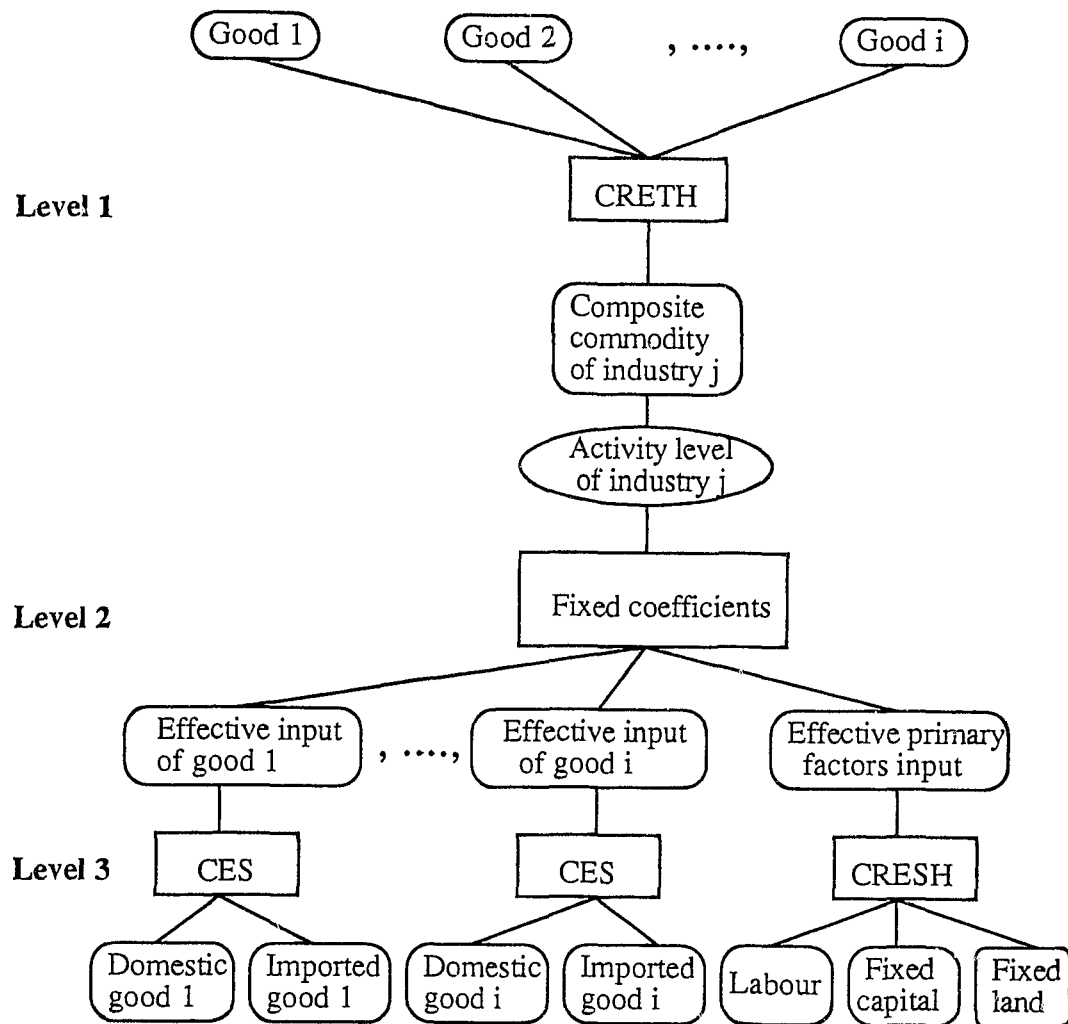 Good 1
Good 2
, ....,
Good i
Level 1
CRETH
Composite
commodity
of industry j
Activity level
of industry j
Level 2
Fixed coefficients
Effective input
of good 1
, ....,
Effective input
of good i
Effective primary
factors input
Level 3
CES
CES
CRESH
Domestic
good 1
Imported
good 1
Domestic
good i
Imported
good i
Labour
Fixed
capital
Fixed
land